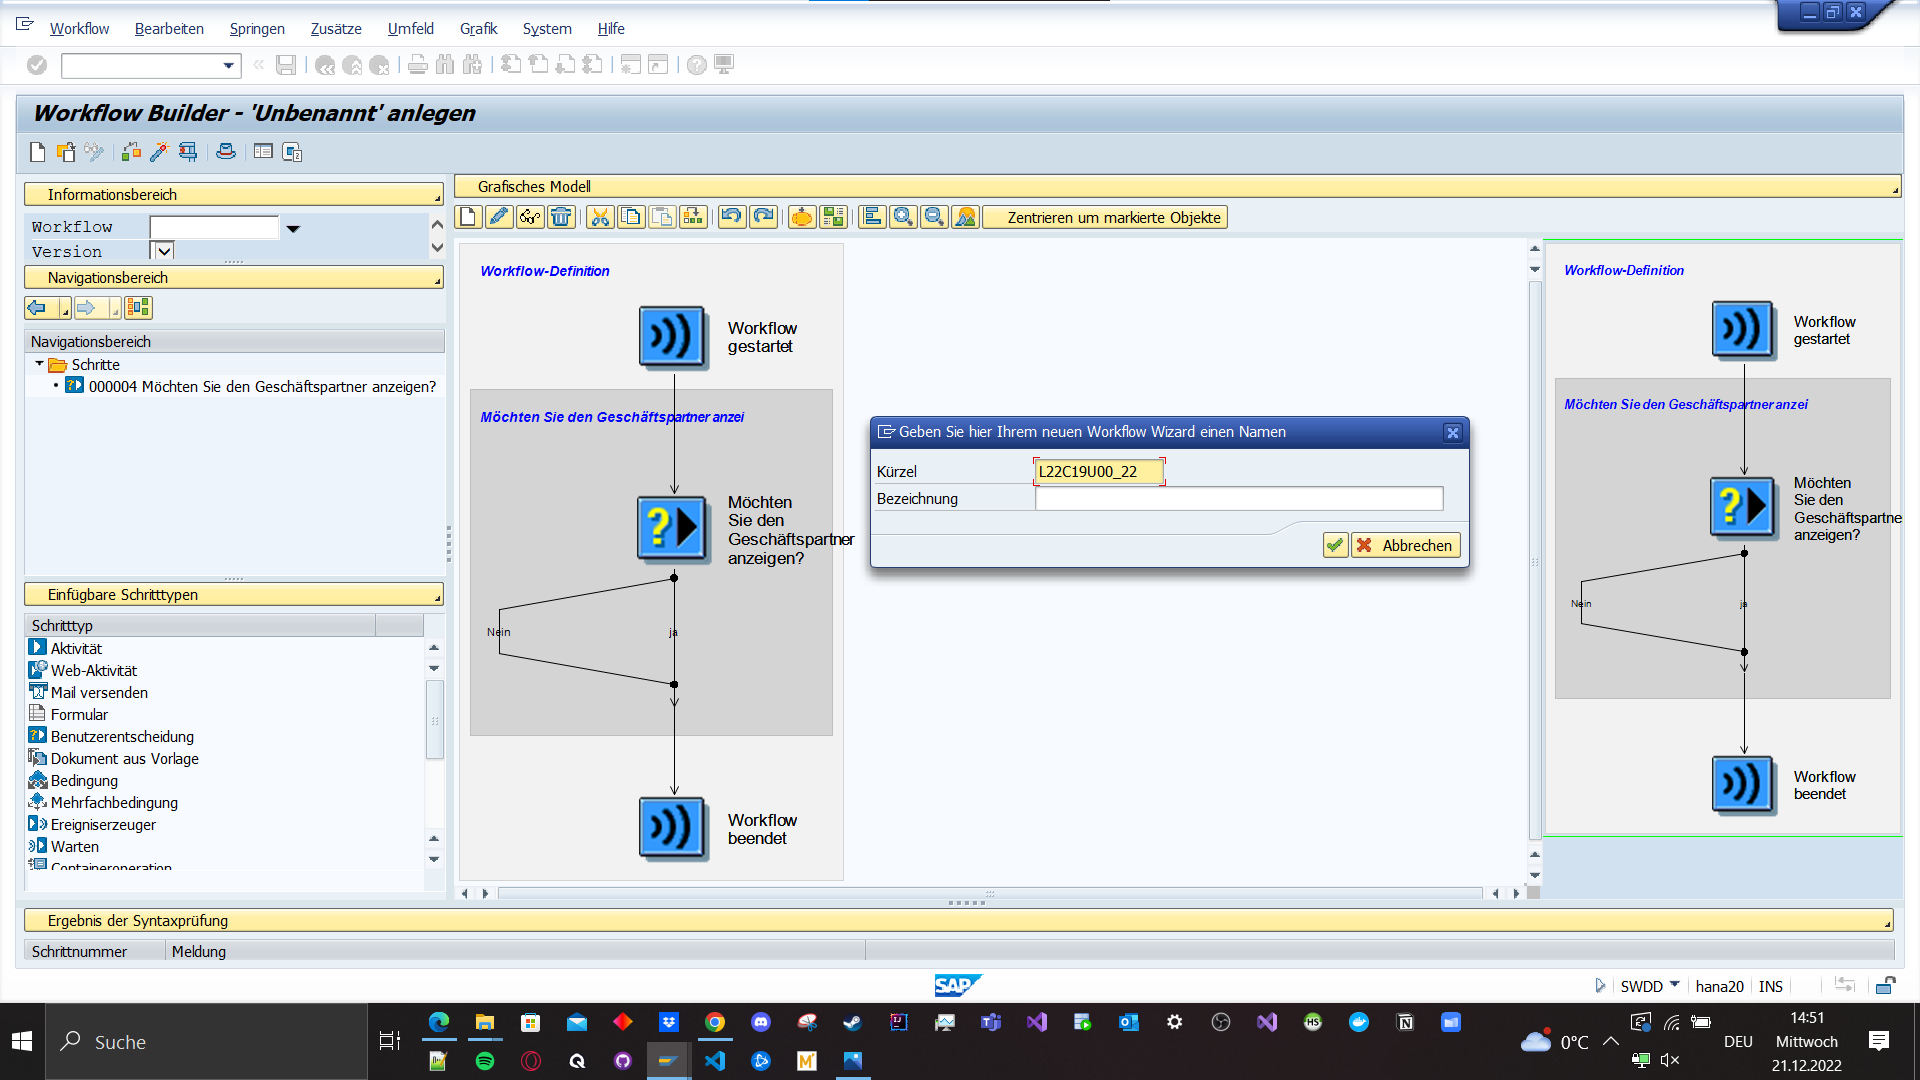 Workflow Bearbeiten Springen Zusätze Umfeld Grafik System Hilfe
Workflow Builder - 'Unbenannt' anlegen
Informationsbereich
Workflow
Version
Navigationsbereich
Navigationsbereich
Schritte
000004 Möchten Sie den Geschäftspartner anzeigen?
Einfügbare Schritttypen
Schritttyp
Aktivität
Web-Aktivität
Mail versenden
Formular
Benutzerentscheidung
Dokument aus Vorlage
Bedingung
Mehrfachbedingung
Ereigniserzeuger
Warten
Containeroperation
Grafisches Modell
Zentrieren um markierte Objekte
Workflow-Definition
Workflow
gestartet
Möchten Sie den Geschäftspartner anzei
Möchten
Sie den
Geschäftspartner
anzeigen?
Nein
ja
Workflow
beendet
Geben Sie hier Ihrem neuen Workflow Wizard einen Namen
Kürzel L22C19U00_22
Bezeichnung
Abbrechen
Workflow-Definition
Workflow
gestartet
Möchten Sie den Geschäftspartner anzei
Möchten
Sie den
Geschäftspartne
anzeigen?
Nein
ja
Workflow
beendet
Ergebnis der Syntaxprüfung
Schrittnummer Meldung
SAP
SWDD hana20 INS
Suche
0°C
DEU
14:51
Mittwoch
21.12.2022